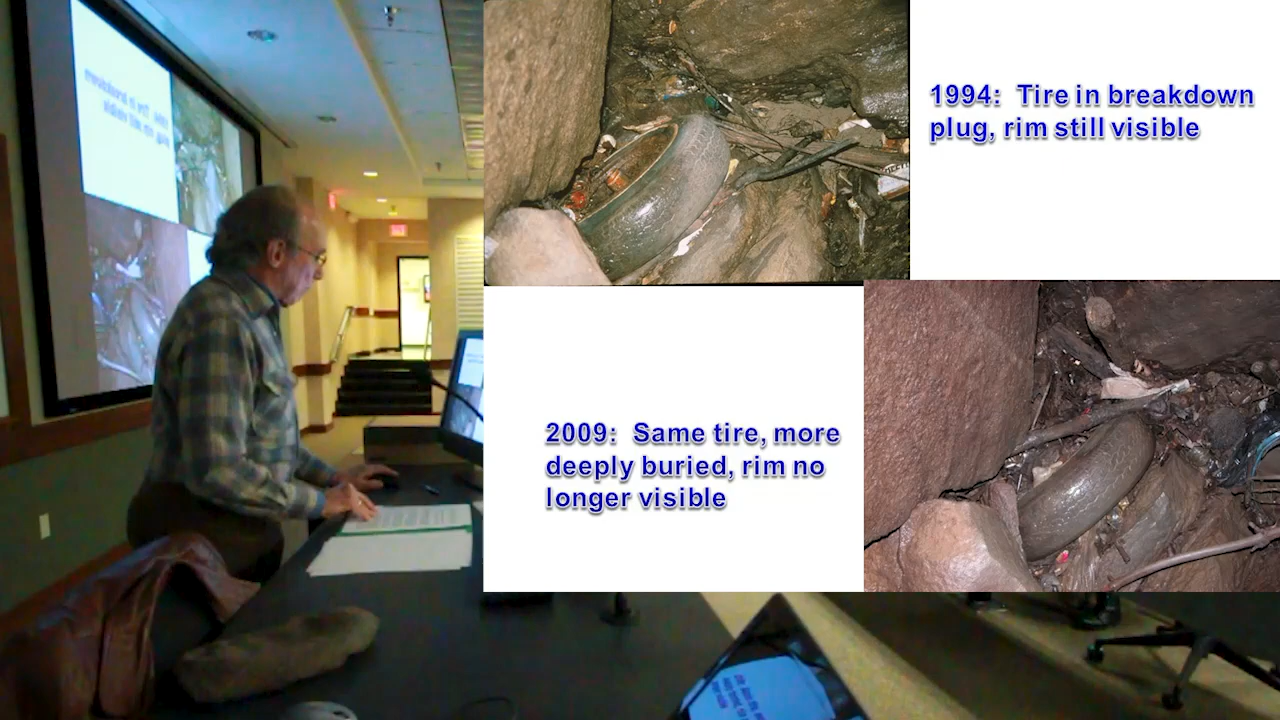 1994:  Tire in breakdown
plug, rim still visible
2009:  Same tire, more
deeply buried, rim no
longer visible